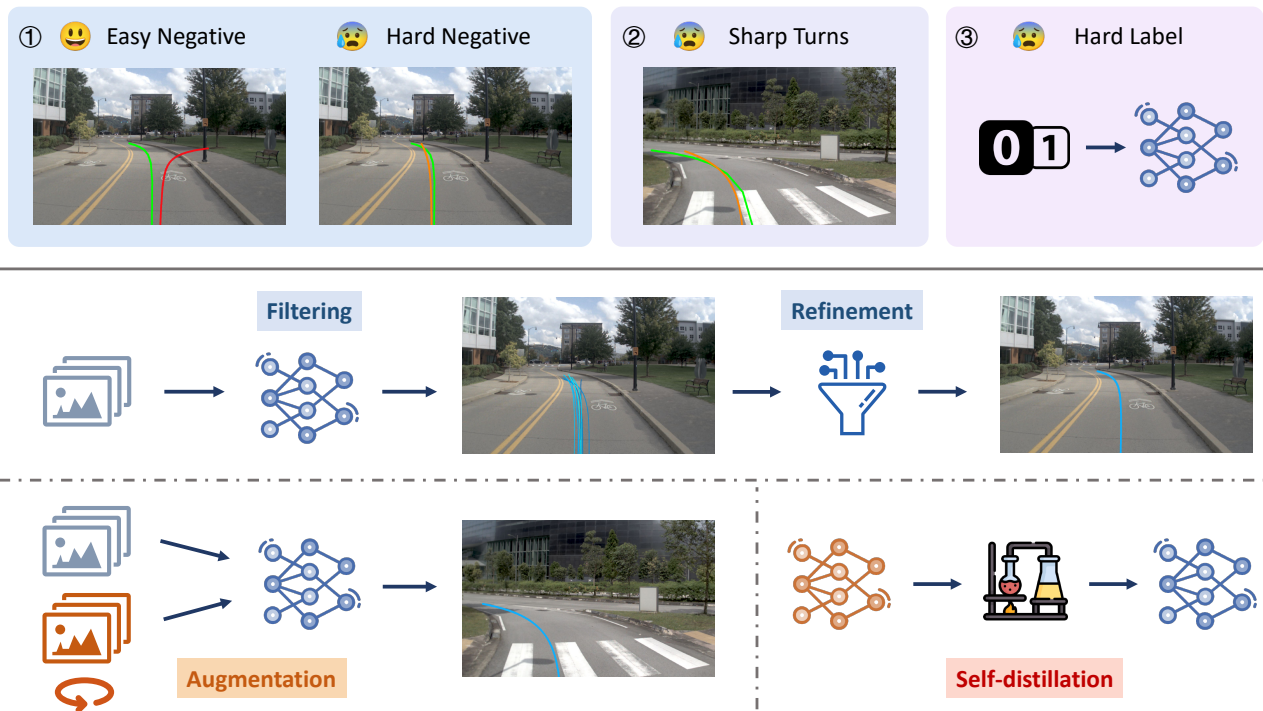 ① Easy Negative
Hard Negative
② Sharp Turns
③ Hard Label
0 1
Filtering
Refinement
Augmentation
Self-distillation